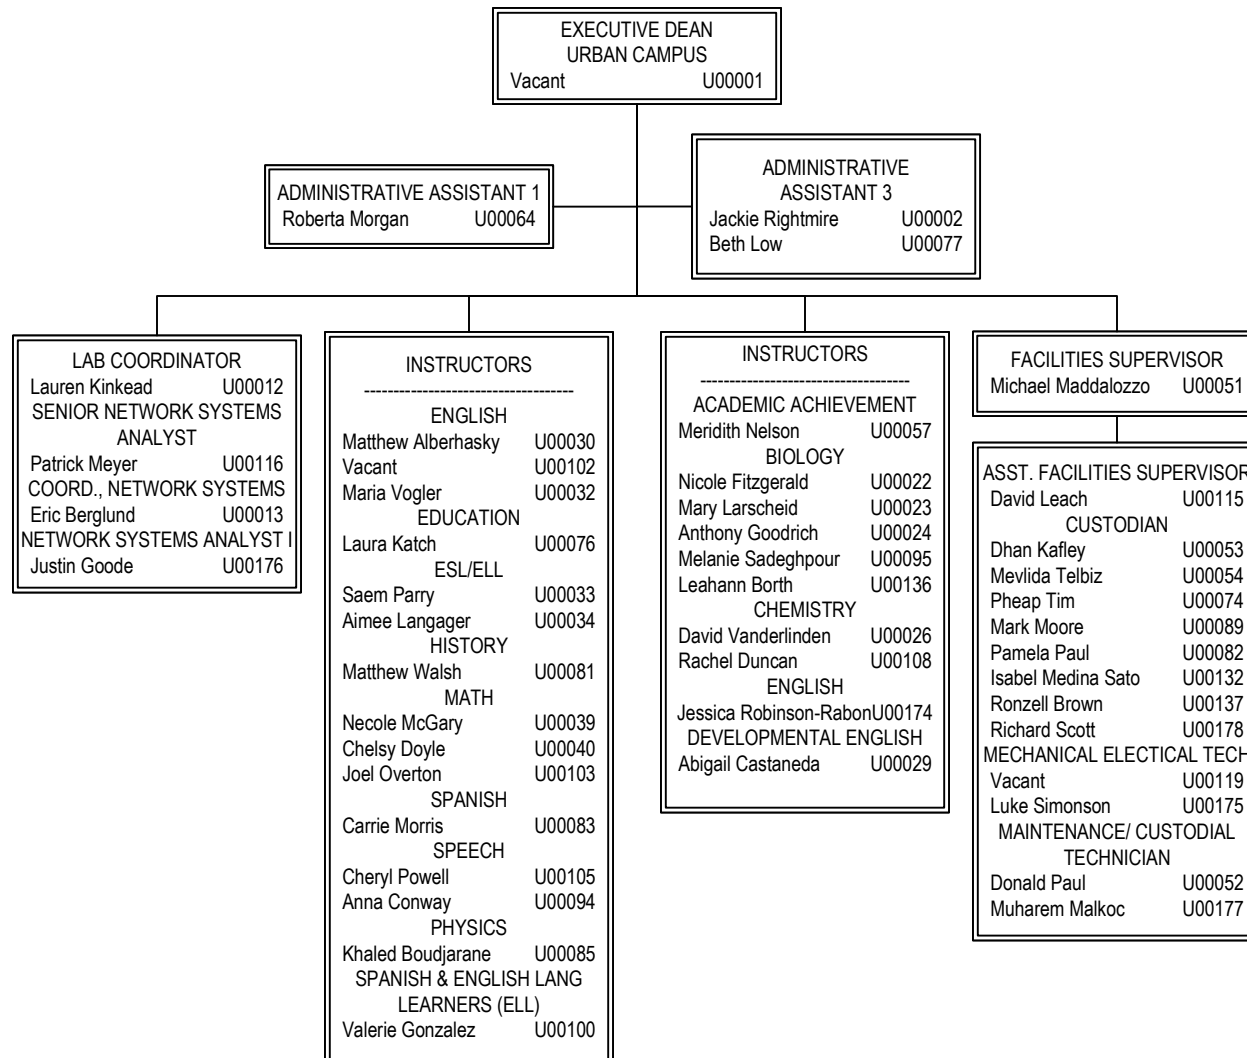 EXECUTIVE DEAN
URBAN CAMPUS
Vacant U00001
ADMINISTRATIVE ASSISTANT 1
Roberta Morgan U00064
ADMINISTRATIVE
ASSISTANT 3
Jackie Rightmire U00002
Beth Low U00077
LAB COORDINATOR
Lauren Kinkead U00012
SENIOR NETWORK SYSTEMS
ANALYST
Patrick Meyer U00116
COORD., NETWORK SYSTEMS
Eric Berglund U00013
NETWORK SYSTEMS ANALYST I
Justin Goode U00176
INSTRUCTORS
-----------------------------------
ENGLISH
Matthew Alberhasky U00030
Vacant U00102
Maria Vogler U00032
EDUCATION
Laura Katch U00076
ESL/ELL
Saem Parry U00033
Aimee Langager U00034
HISTORY
Matthew Walsh U00081
MATH
Necole McGary U00039
Chelsy Doyle U00040
Joel Overton U00103
SPANISH
Carrie Morris U00083
SPEECH
Cheryl Powell U00105
Anna Conway U00094
PHYSICS
Khaled Boudjarane U00085
SPANISH & ENGLISH LANG
LEARNERS (ELL)
Valerie Gonzalez U00100
INSTRUCTORS
-----------------------------------
ACADEMIC ACHIEVEMENT
Meridith Nelson U00057
BIOLOGY
Nicole Fitzgerald U00022
Mary Larscheid U00023
Anthony Goodrich U00024
Melanie Sadeghpour U00095
Leahann Borth U00136
CHEMISTRY
David Vanderlinden U00026
Rachel Duncan U00108
ENGLISH
Jessica Robinson-RabonU00174
DEVELOPMENTAL ENGLISH
Abigail Castaneda U00029
FACILITIES SUPERVISOR
Michael Maddalozzo U00051
ASST. FACILITIES SUPERVISOR
David Leach U00115
CUSTODIAN
Dhan Kafley U00053
Mevlida Telbiz U00054
Pheap Tim U00074
Mark Moore U00089
Pamela Paul U00082
Isabel Medina Sato U00132
Ronzell Brown U00137
Richard Scott U00178
MECHANICAL ELECTICAL TECH
Vacant U00119
Luke Simonson U00175
MAINTENANCE/ CUSTODIAL
TECHNICIAN
Donald Paul U00052
Muharem Malkoc U00177